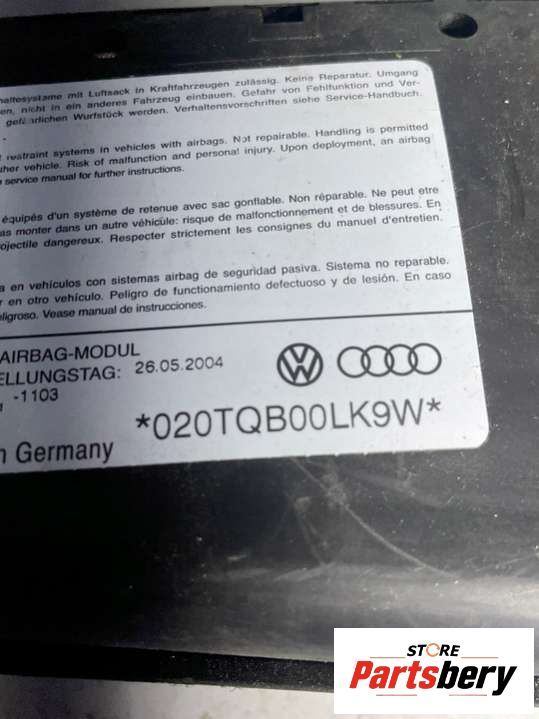 haltesysteme mit Luftsack in Kraftfahrzeugen zulässig. Keine Reparatur. Umgang
en, nicht in ein anderes Fahrzeug einbauen. Gefahr von Fehlfunktion und Ver-
gefährlichen Wurfstück werden. Verhaltensvorschriften siehe Service-Handbuch.
restraint systems in vehicles with airbags. Not repairable. Handling is permitted
ther vehicle. Risk of malfunction and personal injury. Upon deployment, an airbag
service manual for further instructions.
équipés d'un système de retenue avec sac gonflable. Non réparable. Ne peut etre
as monter dans un autre véhicule: risque de malfonctionnement et de blessures. En
rojectile dangereux. Respecter strictement les consignes du manuel d'entretien.
a en vehículos con sistemas airbag de seguridad pasiva. Sistema no reparable.
r en otro vehículo. Peligro de funcionamiento defectuoso y de lesión. En caso
eligroso. Vease manual de instrucciones.
AIRBAG-MODUL
ELLUNGSTAG: 26.05.2004
-1103
*020TQB00LK9W*
n Germany
STORE
Partsbery